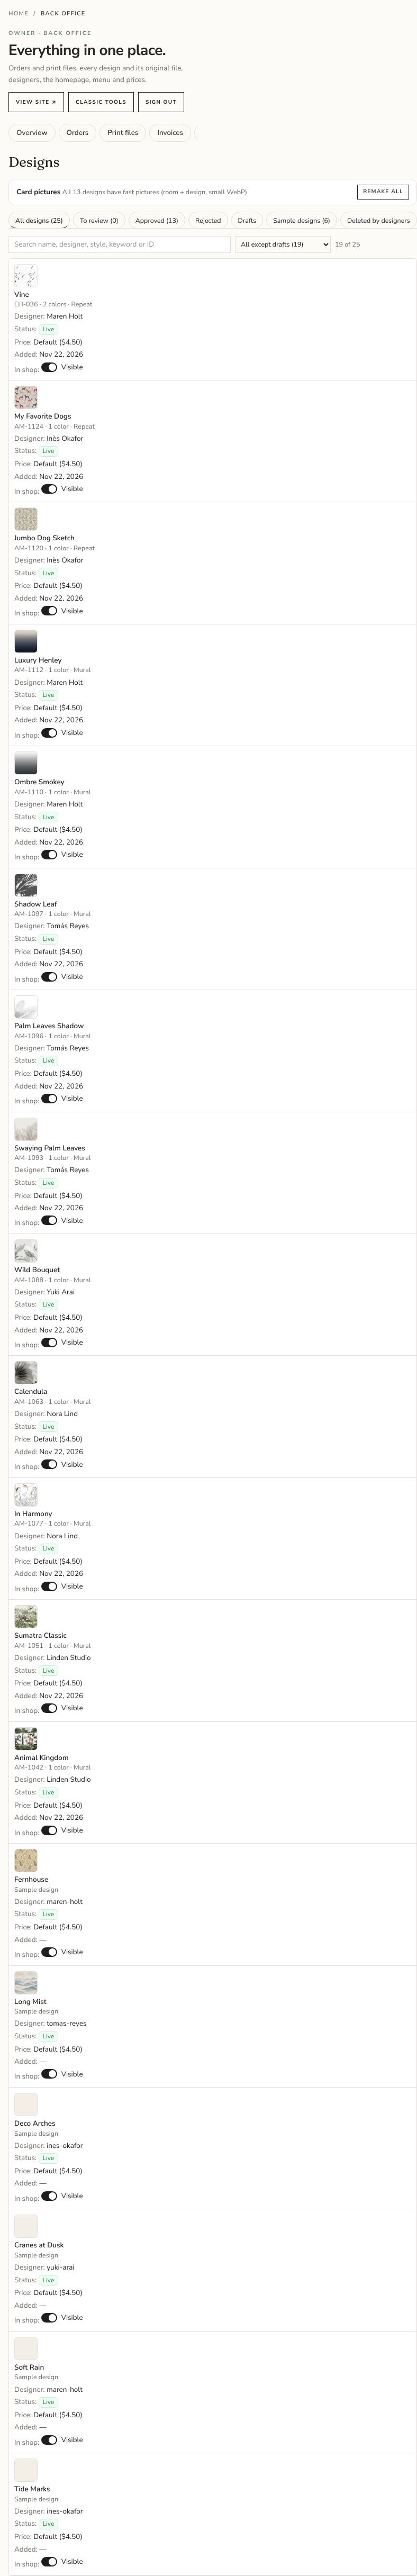 HOME / BACK OFFICE
OWNER · BACK OFFICE
Everything in one place.
Orders and print files, every design and its original file,
designers, the homepage, menu and prices.
VIEW SITE ↗ CLASSIC TOOLS SIGN OUT
Overview Orders Print files Invoices
Designs
Card pictures All 13 designs have fast pictures (room + design, small WebP) REMAKE ALL
All designs (25) To review (0) Approved (13) Rejected Drafts Sample designs (6) Deleted by designers
Search name, designer, style, keyword or ID All except drafts (19) 19 of 25
Vine
EH-036 · 2 colors · Repeat
Designer: Maren Holt
Status: Live
Price: Default ($4.50)
Added: Nov 22, 2026
In shop: Visible
My Favorite Dogs
AM-1124 · 1 color · Repeat
Designer: Inès Okafor
Status: Live
Price: Default ($4.50)
Added: Nov 22, 2026
In shop: Visible
Jumbo Dog Sketch
AM-1120 · 1 color · Repeat
Designer: Inès Okafor
Status: Live
Price: Default ($4.50)
Added: Nov 22, 2026
In shop: Visible
Luxury Henley
AM-1112 · 1 color · Mural
Designer: Maren Holt
Status: Live
Price: Default ($4.50)
Added: Nov 22, 2026
In shop: Visible
Ombre Smokey
AM-1110 · 1 color · Mural
Designer: Maren Holt
Status: Live
Price: Default ($4.50)
Added: Nov 22, 2026
In shop: Visible
Shadow Leaf
AM-1097 · 1 color · Mural
Designer: Tomás Reyes
Status: Live
Price: Default ($4.50)
Added: Nov 22, 2026
In shop: Visible
Palm Leaves Shadow
AM-1096 · 1 color · Mural
Designer: Tomás Reyes
Status: Live
Price: Default ($4.50)
Added: Nov 22, 2026
In shop: Visible
Swaying Palm Leaves
AM-1093 · 1 color · Mural
Designer: Tomás Reyes
Status: Live
Price: Default ($4.50)
Added: Nov 22, 2026
In shop: Visible
Wild Bouquet
AM-1088 · 1 color · Mural
Designer: Yuki Arai
Status: Live
Price: Default ($4.50)
Added: Nov 22, 2026
In shop: Visible
Calendula
AM-1063 · 1 color · Mural
Designer: Nora Lind
Status: Live
Price: Default ($4.50)
Added: Nov 22, 2026
In shop: Visible
In Harmony
AM-1077 · 1 color · Mural
Designer: Nora Lind
Status: Live
Price: Default ($4.50)
Added: Nov 22, 2026
In shop: Visible
Sumatra Classic
AM-1051 · 1 color · Mural
Designer: Linden Studio
Status: Live
Price: Default ($4.50)
Added: Nov 22, 2026
In shop: Visible
Animal Kingdom
AM-1042 · 1 color · Mural
Designer: Linden Studio
Status: Live
Price: Default ($4.50)
Added: Nov 22, 2026
In shop: Visible
Fernhouse
Sample design
Designer: maren-holt
Status: Live
Price: Default ($4.50)
Added: —
In shop: Visible
Long Mist
Sample design
Designer: tomas-reyes
Status: Live
Price: Default ($4.50)
Added: —
In shop: Visible
Deco Arches
Sample design
Designer: ines-okafor
Status: Live
Price: Default ($4.50)
Added: —
In shop: Visible
Cranes at Dusk
Sample design
Designer: yuki-arai
Status: Live
Price: Default ($4.50)
Added: —
In shop: Visible
Soft Rain
Sample design
Designer: maren-holt
Status: Live
Price: Default ($4.50)
Added: —
In shop: Visible
Tide Marks
Sample design
Designer: ines-okafor
Status: Live
Price: Default ($4.50)
Added: —
In shop: Visible